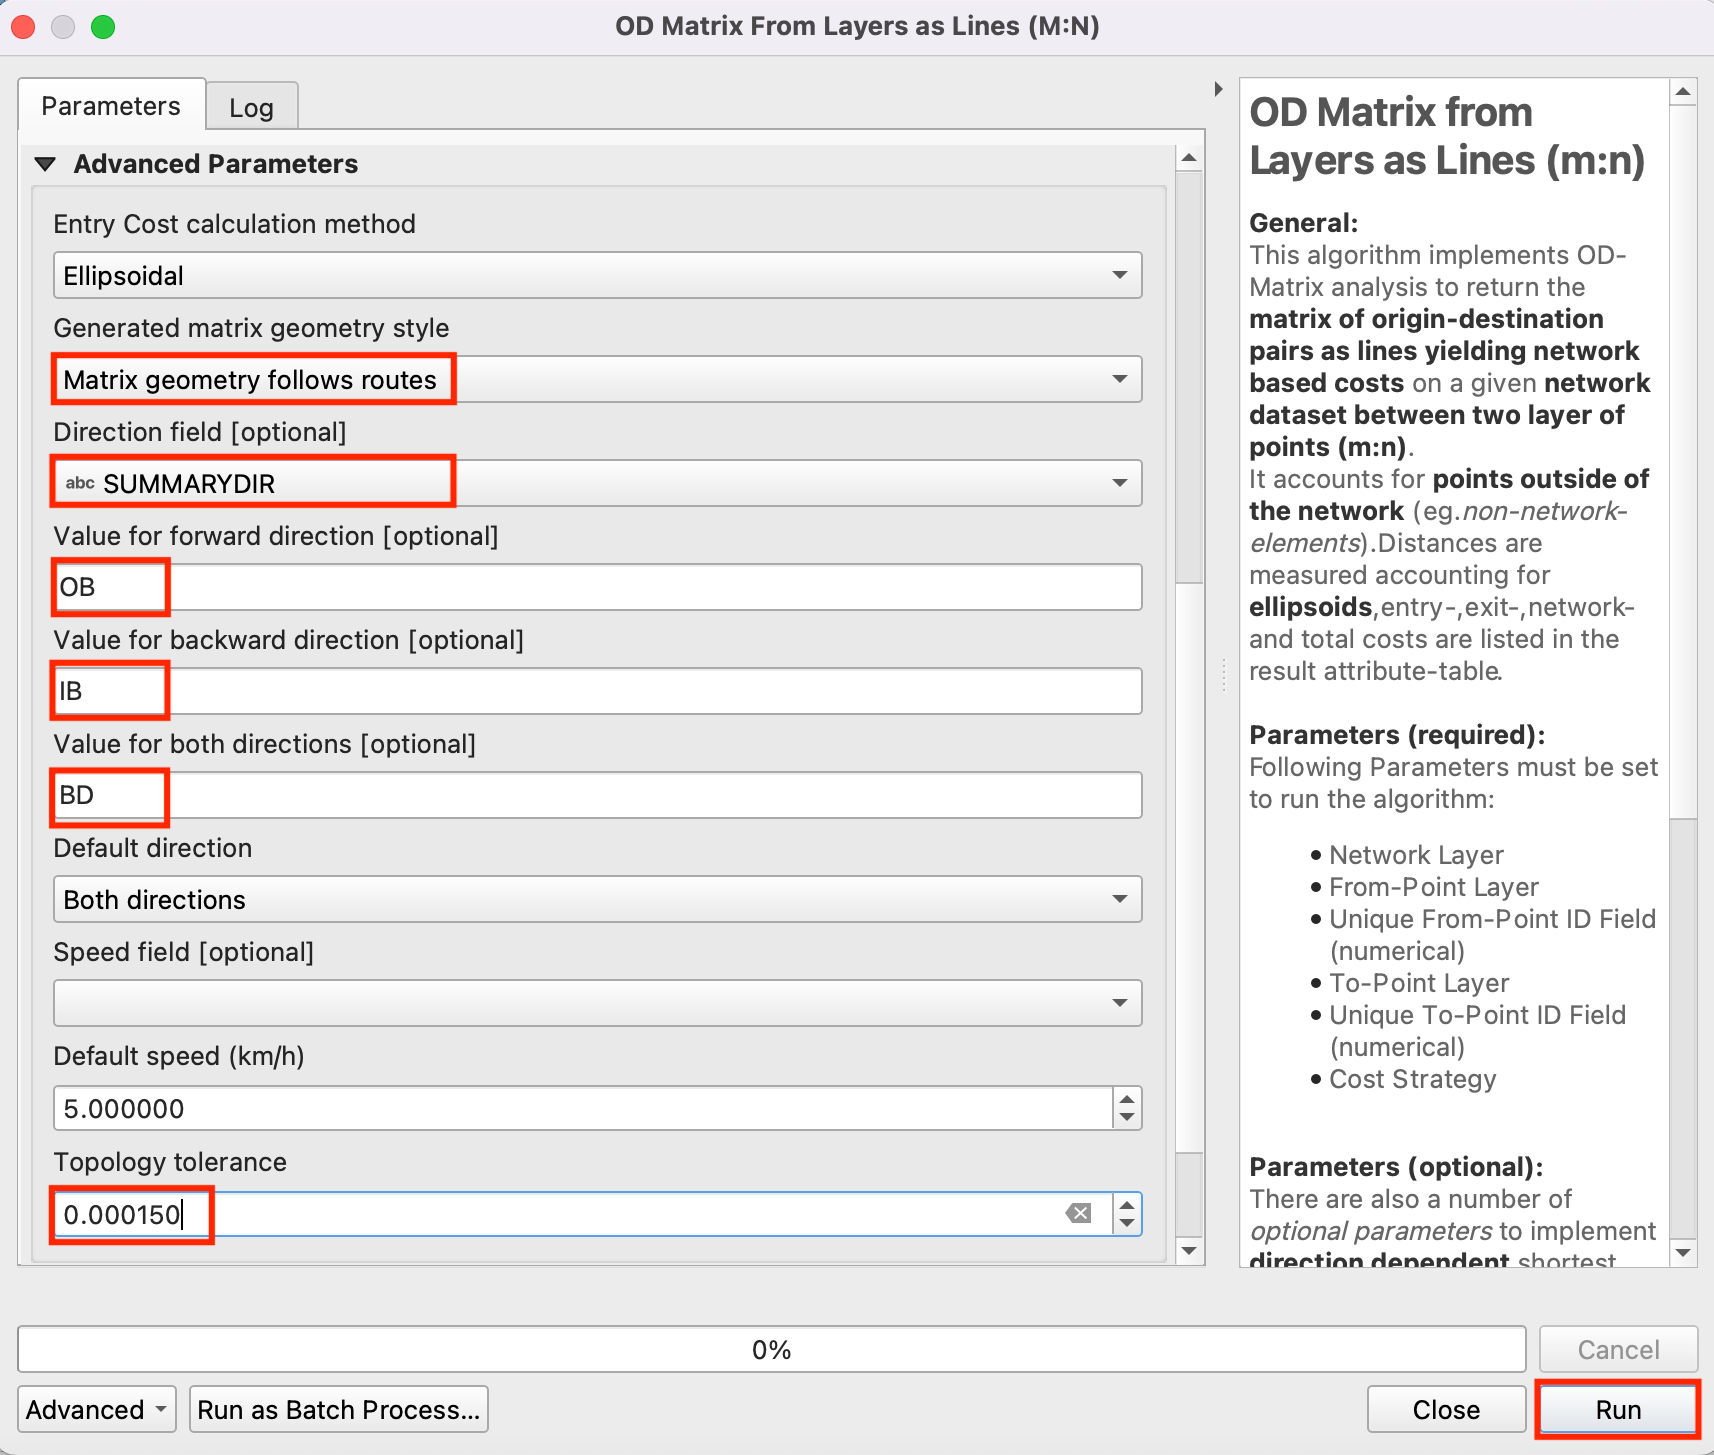 OD Matrix From Layers as Lines (M:N)
Parameters
Log
Advanced Parameters
Entry Cost calculation method
Ellipsoidal
Generated matrix geometry style
Matrix geometry follows routes
Direction field [optional]
abc SUMMARYDIR
Value for forward direction [optional]
OB
Value for backward direction [optional]
IB
Value for both directions [optional]
BD
Default direction
Both directions
Speed field [optional]
Default speed (km/h)
5.000000
Topology tolerance
0.000150
OD Matrix from
Layers as Lines (m:n)
General:
This algorithm implements OD-
Matrix analysis to return the
matrix of origin-destination
pairs as lines yielding network
based costs on a given network
dataset between two layer of
points (m:n).
It accounts for points outside of
the network (eg.non-network-
elements).Distances are
measured accounting for
ellipsoids,entry-,exit-,network-
and total costs are listed in the
result attribute-table.
Parameters (required):
Following Parameters must be set
to run the algorithm:
• Network Layer
• From-Point Layer
• Unique From-Point ID Field
(numerical)
• To-Point Layer
• Unique To-Point ID Field
(numerical)
• Cost Strategy
Parameters (optional):
There are also a number of
optional parameters to implement
direction dependent shortest
0%
Cancel
Advanced
Run as Batch Process...
Close
Run